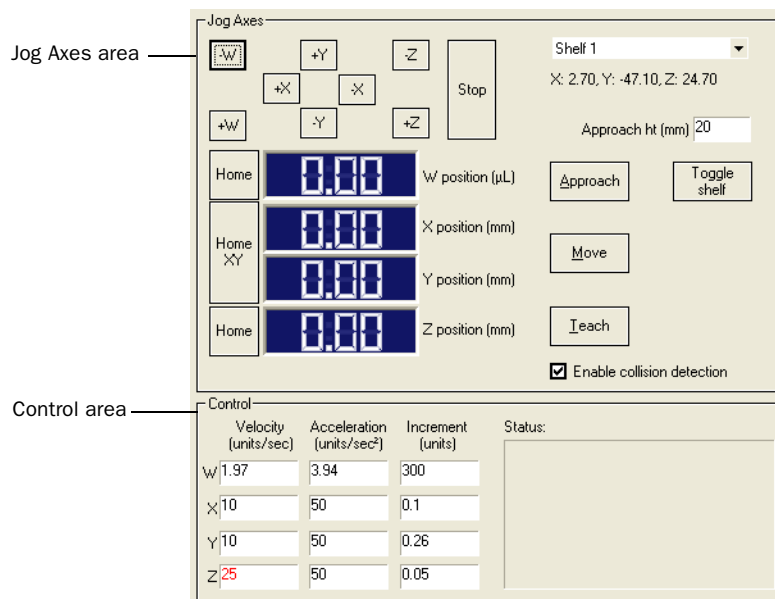 Jog Axes
Jog Axes area
-W +Y -Z
+X -X Stop
+W -Y +Z
Shelf 1
X: 2.70, Y: -47.10, Z: 24.70
Approach ht (mm) 20
Home 0.00 W position (µL)
Approach Toggle shelf
Home XY
0.00 X position (mm)
Move
0.00 Y position (mm)
Home 0.00 Z position (mm)
Teach
Enable collision detection
Control area
Control
Velocity (units/sec) Acceleration (units/sec²) Increment (units) Status:
W 1.97 3.94 300
X 10 50 0.1
Y 10 50 0.26
Z 25 50 0.05